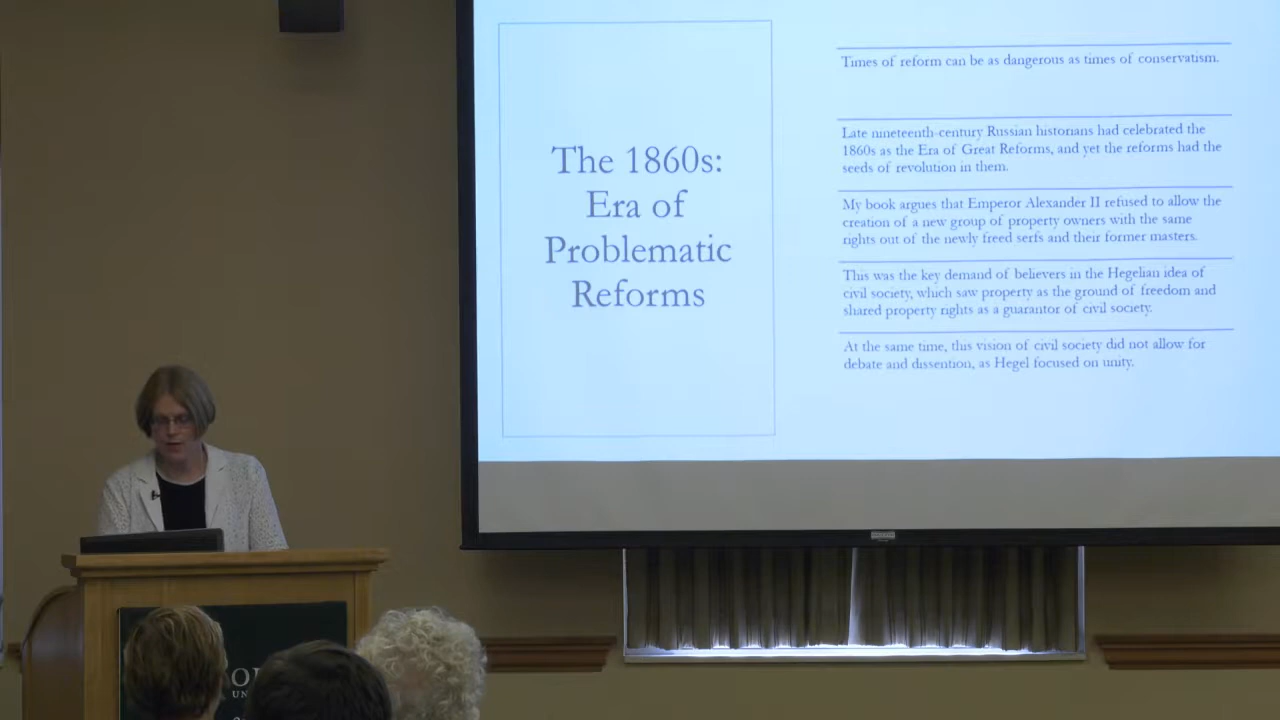 The 1860s:
Era of
Problematic
Reforms
Times of reform can be as dangerous as times of conservatism.
Late nineteenth-century Russian historians had celebrated the
1860s as the Era of Great Reforms, and yet the reforms had the
seeds of revolution in them.
My book argues that Emperor Alexander II refused to allow the
creation of a new group of property owners with the same
rights out of the newly freed serfs and their former masters.
This was the key demand of believers in the Hegelian idea of
civil society, which saw property as the ground of freedom and
shared property rights as a guarantor of civil society.
At the same time, this vision of civil society did not allow for
debate and dissention, as Hegel focused on unity.